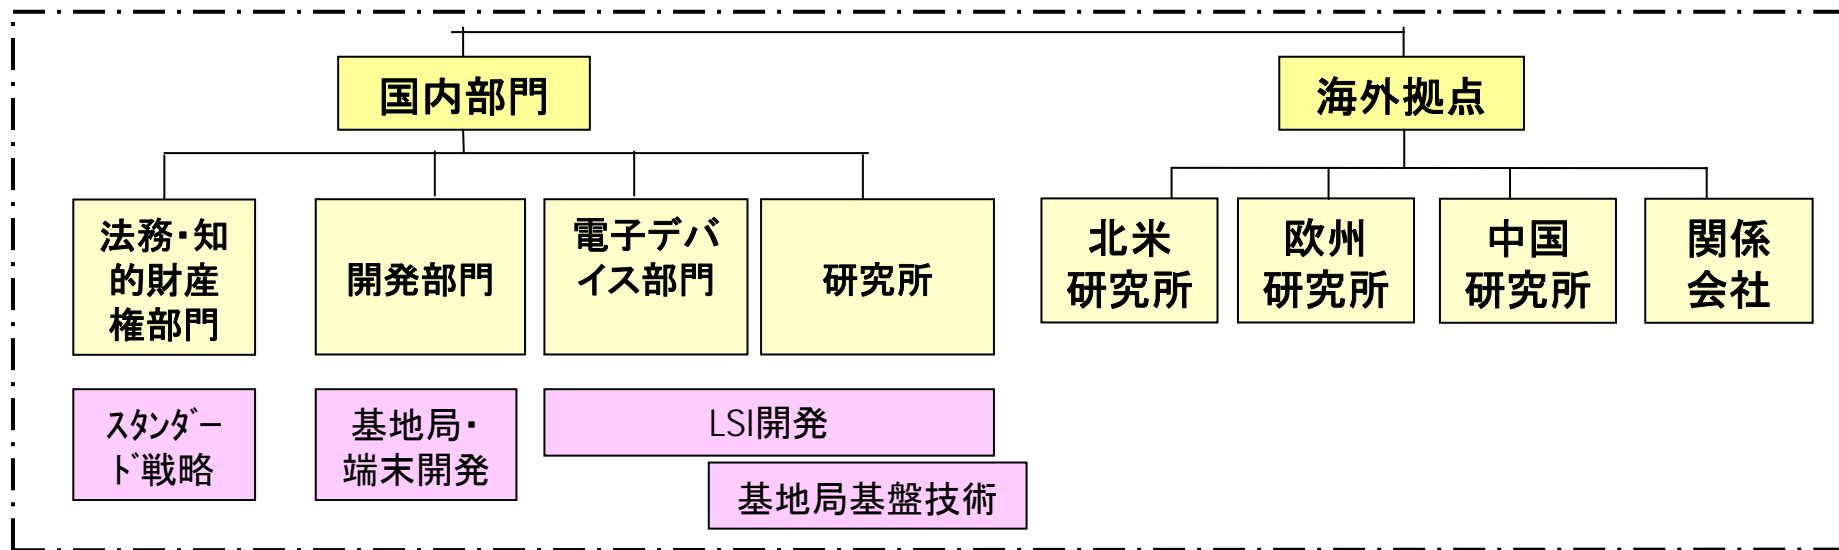 国内部門
海外拠点
法務・知
的財産
権部門
開発部門
電子デバ
イス部門
研究所
北米
研究所
欧州
研究所
中国
研究所
関係
会社
ｽﾀﾝﾀﾞｰ
ﾄﾞ戦略
基地局・
端末開発
LSI開発
基地局基盤技術